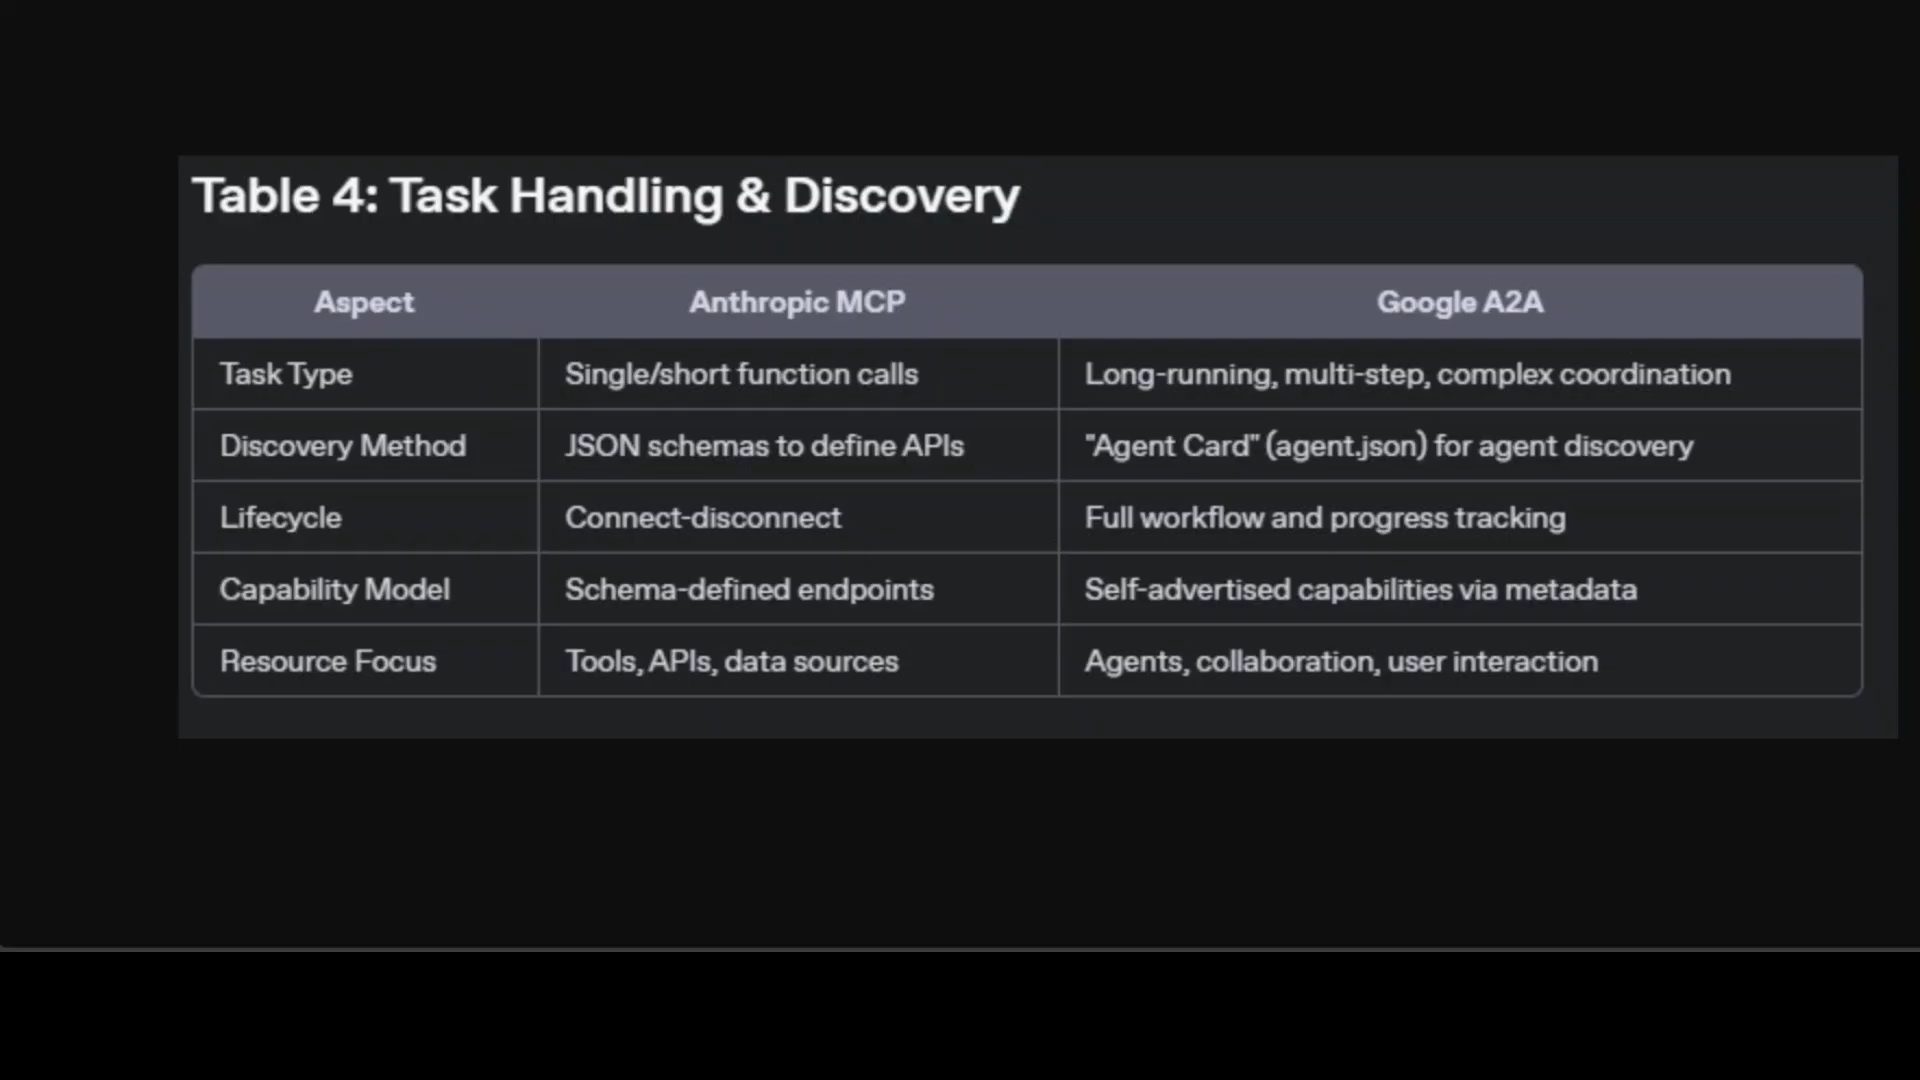 Table 4: Task Handling & Discovery
Aspect Anthropic MCP Google A2A
Task Type Single/short function calls Long-running, multi-step, complex coordination
Discovery Method JSON schemas to define APIs "Agent Card" (agent.json) for agent discovery
Lifecycle Connect-disconnect Full workflow and progress tracking
Capability Model Schema-defined endpoints Self-advertised capabilities via metadata
Resource Focus Tools, APIs, data sources Agents, collaboration, user interaction